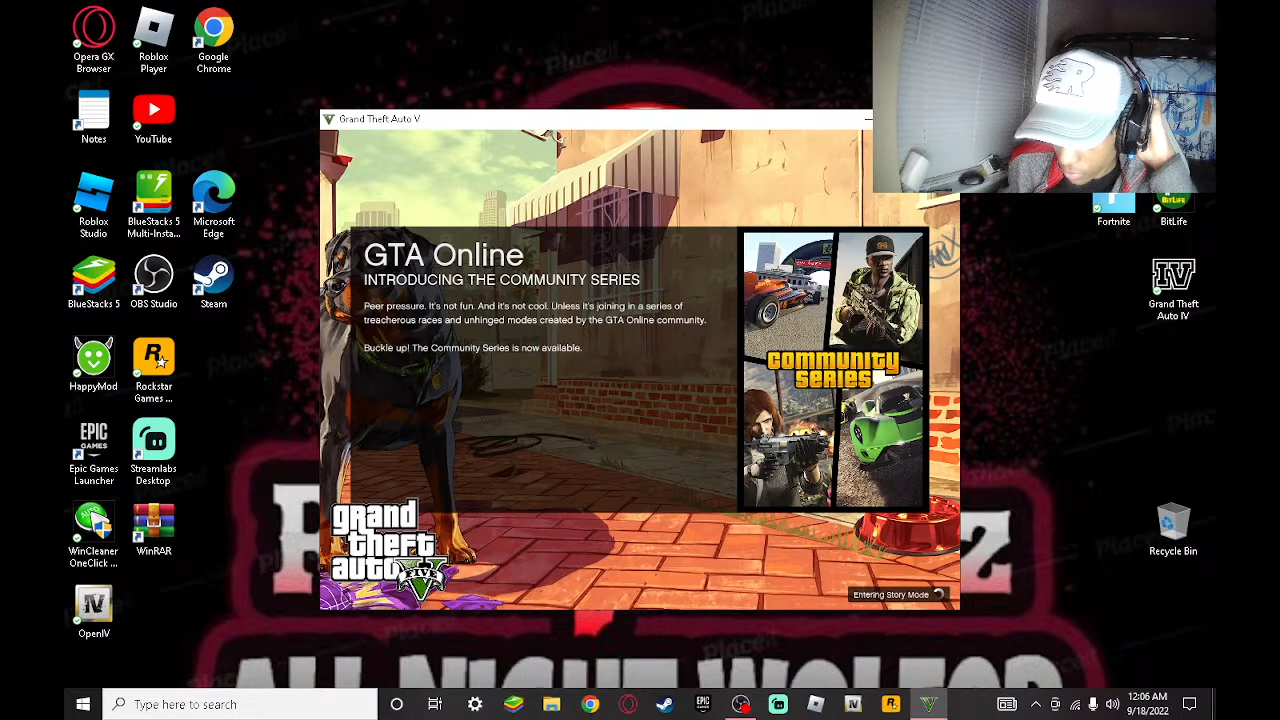 Opera GX
Browser
Roblox
Player
Google
Chrome
Notes
YouTube
Roblox
Studio
BlueStacks 5
Multi-Insta...
Microsoft
Edge
BlueStacks 5
OBS Studio
Steam
HappyMod
Rockstar
Games ...
EPIC
GAMES
Epic Games
Launcher
Streamlabs
Desktop
WinCleaner
OneClick ...
WinRAR
OpenIV
Grand Theft Auto V
GTA Online
INTRODUCING THE COMMUNITY SERIES
Peer pressure. It's not fun. And it's not cool. Unless it's joining in a series of
treacherous races and unhinged modes created by the GTA Online community.
Buckle up! The Community Series is now available.
COMMUNITY
SERIES
grand
theft
auto
FIVE
Entering Story Mode
R
Fortnite
BitLife
BitLife
IV
Grand Theft
Auto IV
Recycle Bin
Placeit
ALL NIGHT
Type here to search
12:06 AM
9/18/2022